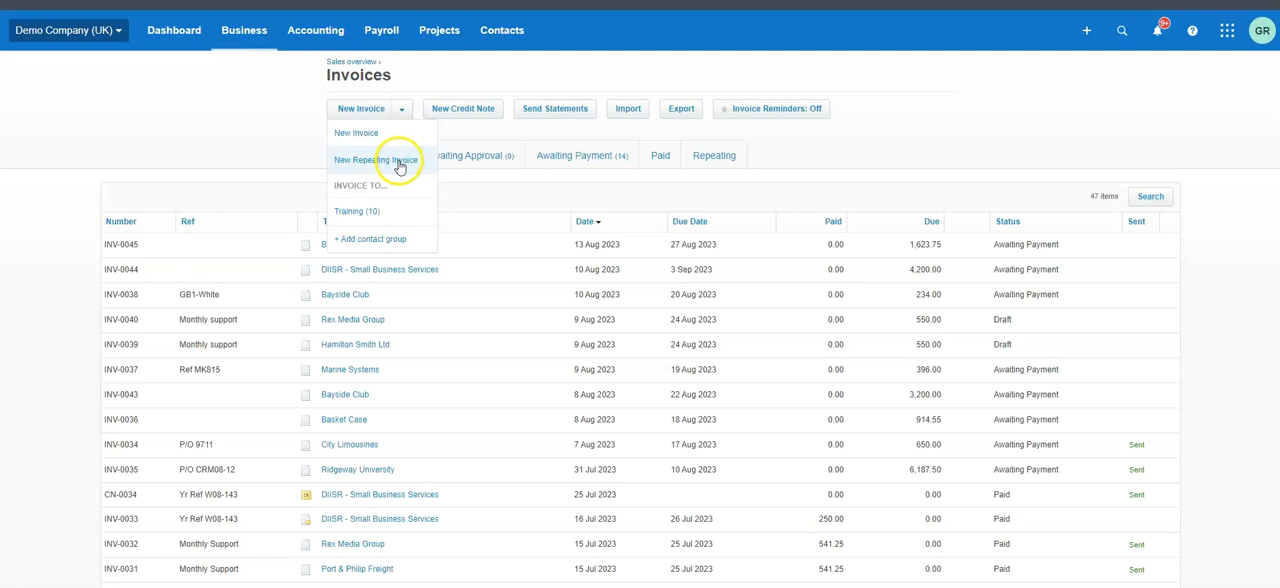 Demo Company (UK) Dashboard Business Accounting Payroll Projects Contacts 9+ GR
Sales overview ›
Invoices
New Invoice New Credit Note Send Statements Import Export Invoice Reminders: Off
New Invoice
New Repeating Invoice
INVOICE TO...
Training (10)
+ Add contact group
waiting Approval (0) Awaiting Payment (14) Paid Repeating
47 items Search
Number Ref T Date Due Date Paid Due Status Sent
INV-0045 B 13 Aug 2023 27 Aug 2023 0.00 1,623.75 Awaiting Payment
INV-0044 DIISR - Small Business Services 10 Aug 2023 3 Sep 2023 0.00 4,200.00 Awaiting Payment
INV-0038 GB1-White Bayside Club 10 Aug 2023 20 Aug 2023 0.00 234.00 Awaiting Payment
INV-0040 Monthly support Rex Media Group 9 Aug 2023 24 Aug 2023 0.00 550.00 Draft
INV-0039 Monthly support Hamilton Smith Ltd 9 Aug 2023 24 Aug 2023 0.00 550.00 Draft
INV-0037 Ref MK815 Marine Systems 9 Aug 2023 19 Aug 2023 0.00 396.00 Awaiting Payment
INV-0043 Bayside Club 8 Aug 2023 22 Aug 2023 0.00 3,200.00 Awaiting Payment
INV-0036 Basket Case 8 Aug 2023 18 Aug 2023 0.00 914.55 Awaiting Payment
INV-0034 P/O 9711 City Limousines 7 Aug 2023 17 Aug 2023 0.00 650.00 Awaiting Payment Sent
INV-0035 P/O CRM08-12 Ridgeway University 31 Jul 2023 10 Aug 2023 0.00 6,187.50 Awaiting Payment Sent
CN-0034 Yr Ref W08-143 DIISR - Small Business Services 25 Jul 2023 0.00 0.00 Paid Sent
INV-0033 Yr Ref W08-143 DIISR - Small Business Services 16 Jul 2023 26 Jul 2023 250.00 0.00 Paid
INV-0032 Monthly Support Rex Media Group 15 Jul 2023 25 Jul 2023 541.25 0.00 Paid Sent
INV-0031 Monthly Support Port & Philip Freight 15 Jul 2023 25 Jul 2023 541.25 0.00 Paid Sent